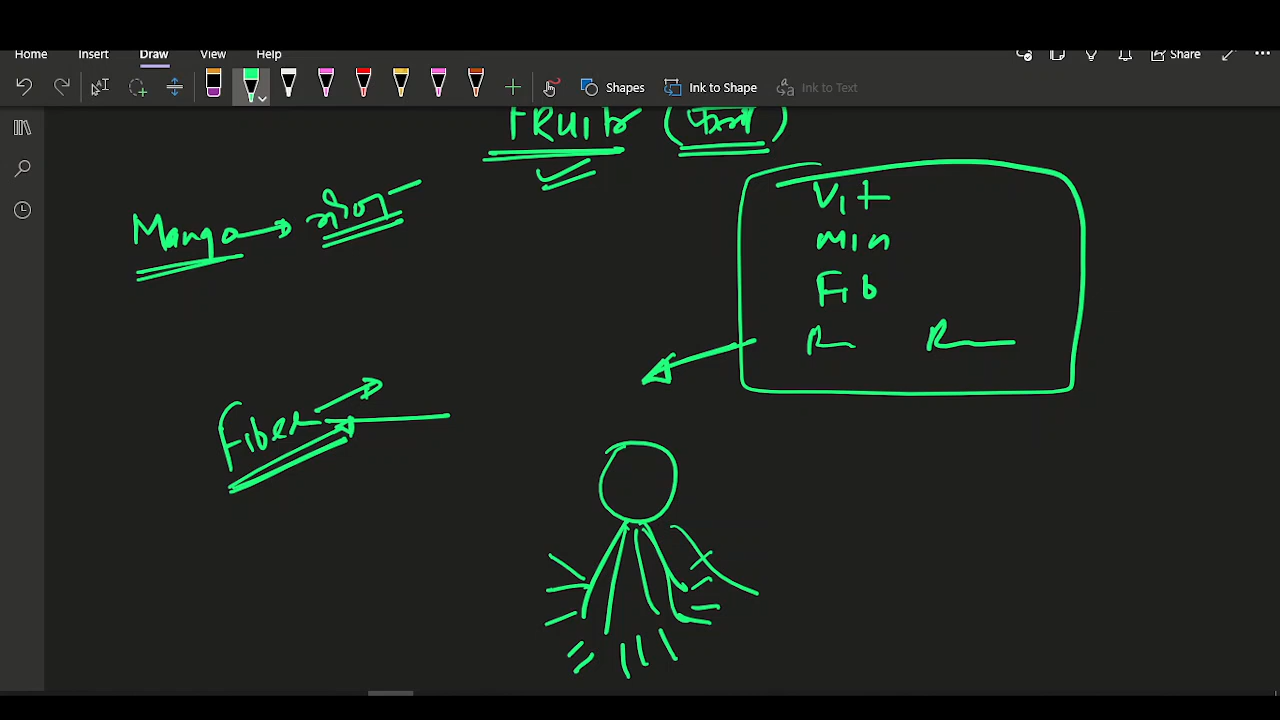 Home Insert Draw View Help Share
Shapes Ink to Shape Ink to Text
FRUits
Mango
Vit
Min
Fib
Fiber